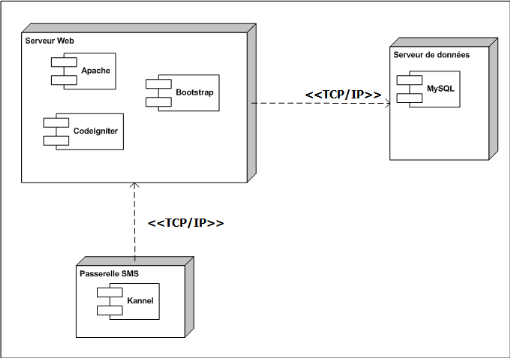 Serveur Web
Apache
Bootstrap
Codeigniter
<<TCP/IP>>
Serveur de données
MySQL
<<TCP/IP>>
Passerelle SMS
Kannel